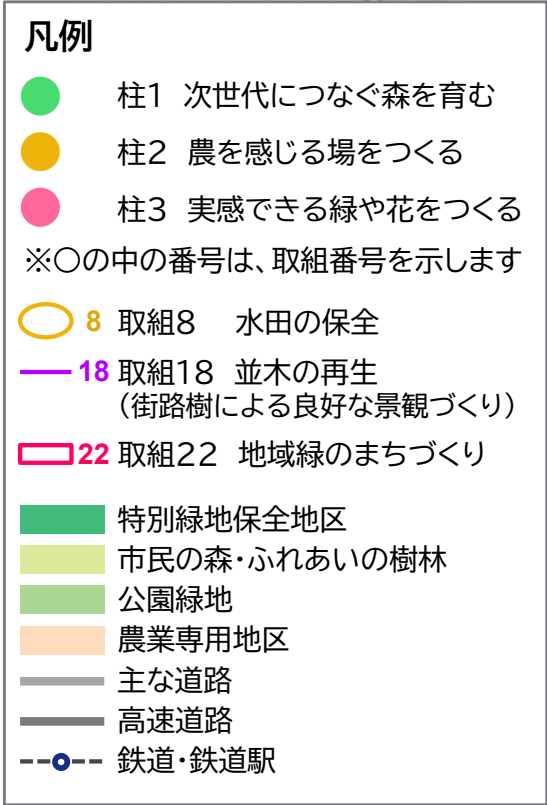 凡例
柱1 次世代につなぐ森を育む
柱2 農を感じる場をつくる
柱3 実感できる緑や花をつくる
※○の中の番号は、取組番号を示します
8 取組8 水田の保全
18 取組18 並木の再生
(街路樹による良好な景観づくり)
22 取組22 地域緑のまちづくり
特別緑地保全地区
市民の森・ふれあいの樹林
公園緑地
農業専用地区
主な道路
高速道路
鉄道・鉄道駅